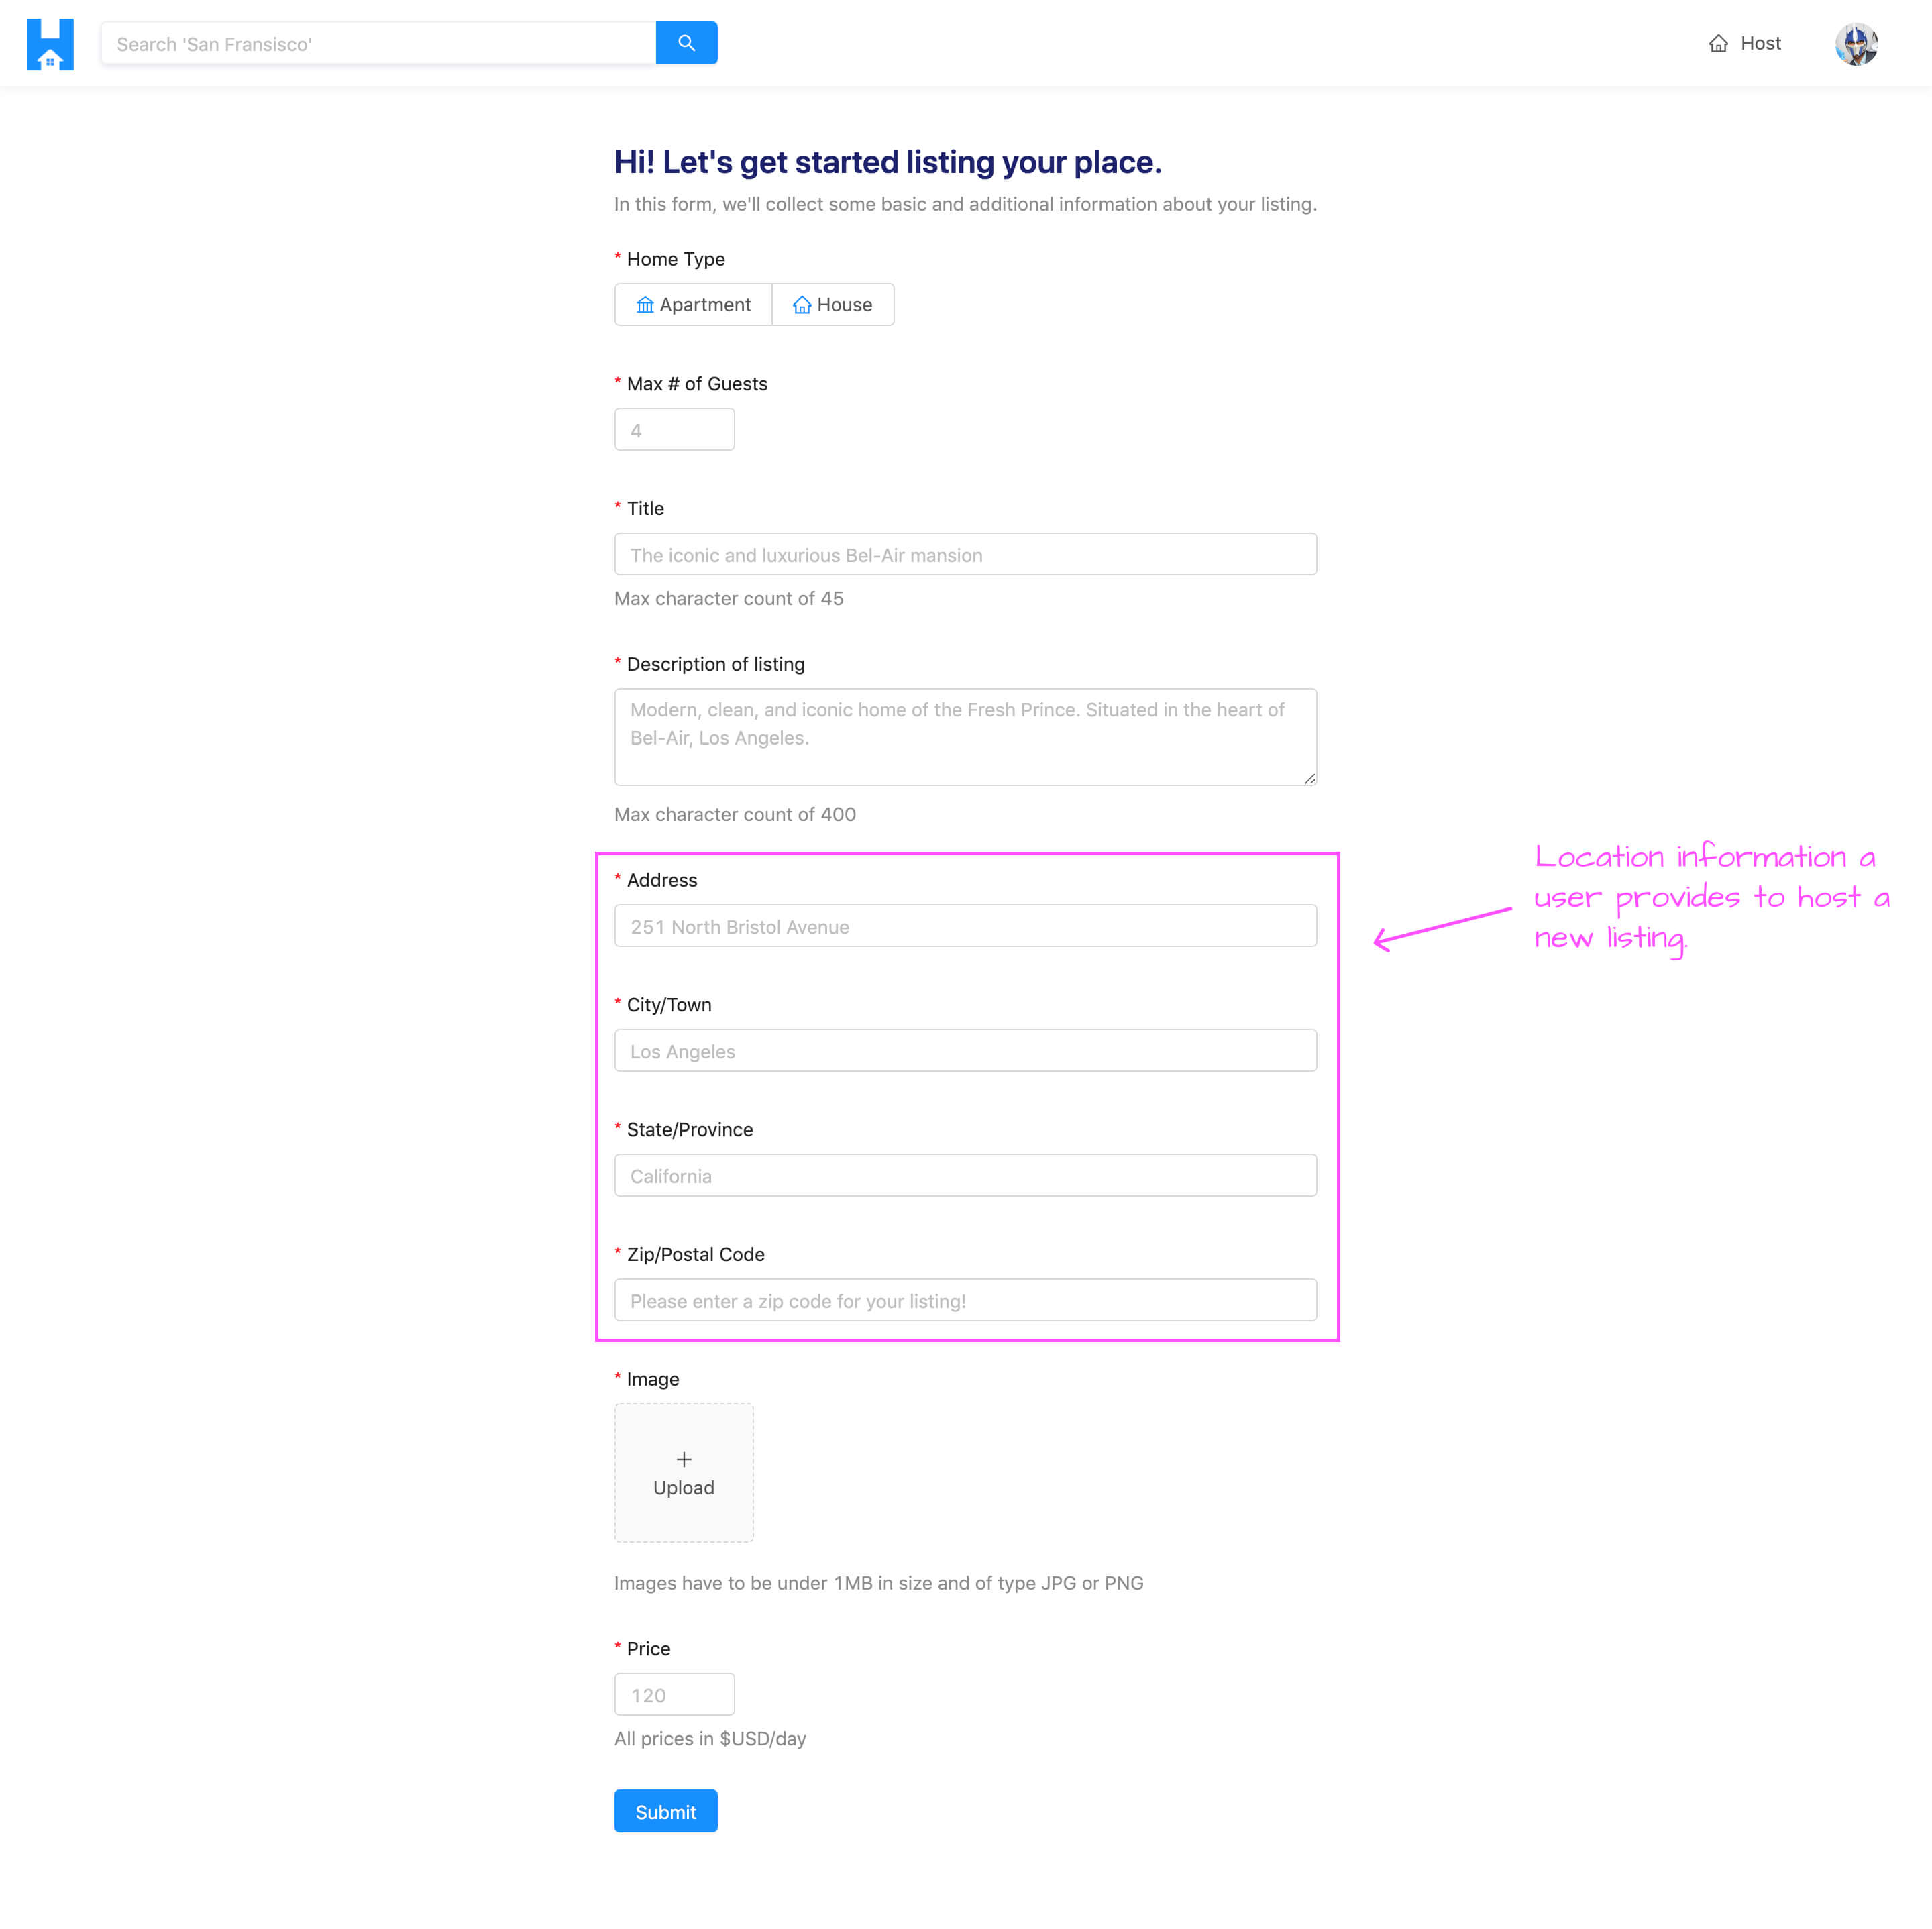 Search 'San Fransisco'
Host
Hi! Let's get started listing your place.
In this form, we'll collect some basic and additional information about your listing.
* Home Type
Apartment House
* Max # of Guests
4
* Title
The iconic and luxurious Bel-Air mansion
Max character count of 45
* Description of listing
Modern, clean, and iconic home of the Fresh Prince. Situated in the heart of
Bel-Air, Los Angeles.
Max character count of 400
Location information a
user provides to host a
new listing.
* Address
251 North Bristol Avenue
* City/Town
Los Angeles
* State/Province
California
* Zip/Postal Code
Please enter a zip code for your listing!
* Image
+
Upload
Images have to be under 1MB in size and of type JPG or PNG
* Price
120
All prices in $USD/day
Submit